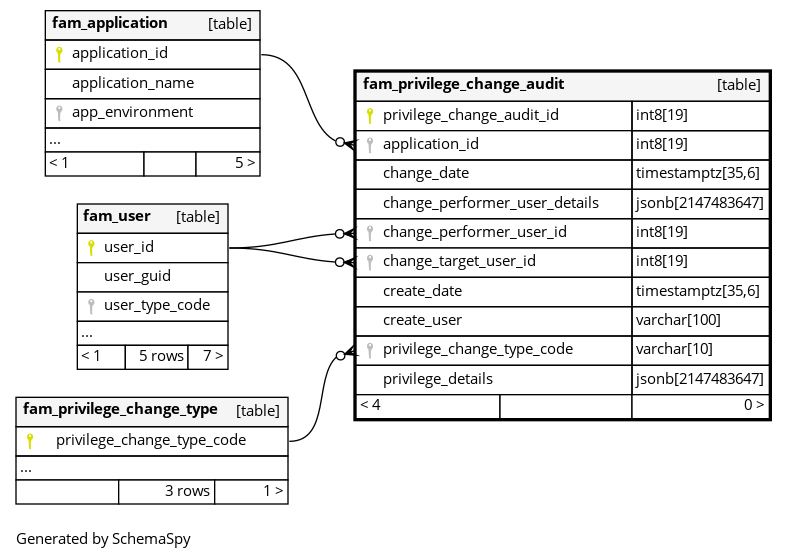 fam_application [table]
application_id
application_name
app_environment
...
< 1 5 >
fam_user [table]
user_id
user_guid
user_type_code
...
< 1 5 rows 7 >
fam_privilege_change_type [table]
privilege_change_type_code
...
3 rows 1 >
fam_privilege_change_audit [table]
privilege_change_audit_id int8[19]
application_id int8[19]
change_date timestamptz[35,6]
change_performer_user_details jsonb[2147483647]
change_performer_user_id int8[19]
change_target_user_id int8[19]
create_date timestamptz[35,6]
create_user varchar[100]
privilege_change_type_code varchar[10]
privilege_details jsonb[2147483647]
< 4 0 >
Generated by SchemaSpy